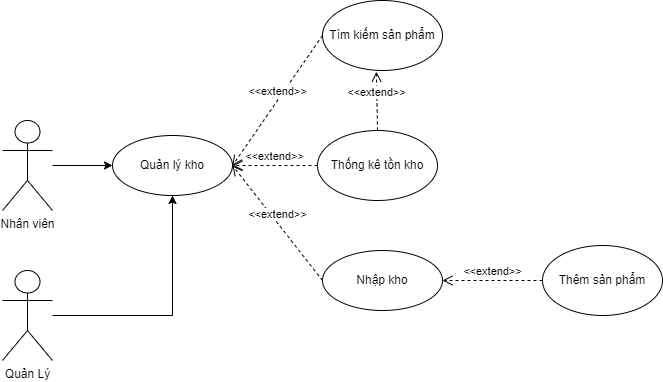 Tìm kiếm sản phẩm
<<extend>>
<<extend>>
Quản lý kho
<<extend>>
Thống kê tồn kho
Nhân viên
<<extend>>
Nhập kho
<<extend>>
Thêm sản phẩm
Quản Lý